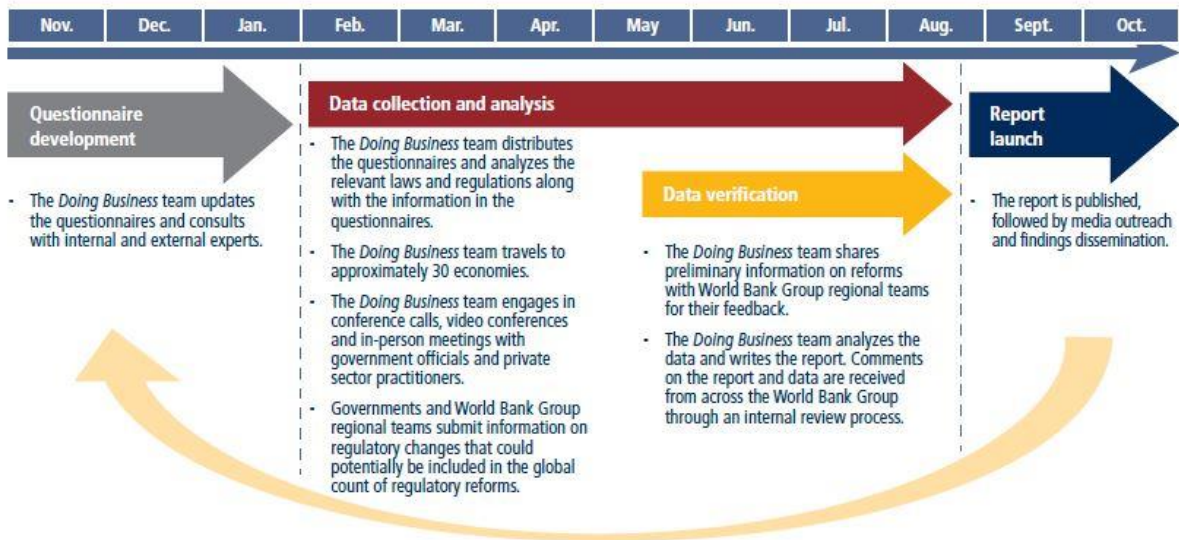 Nov. Dec. Jan. Feb. Mar. Apr. May Jun. Jul. Aug. Sept. Oct.
Questionnaire
development
- The Doing Business team updates
the questionnaires and consults
with internal and external experts.
Data collection and analysis
- The Doing Business team distributes
the questionnaires and analyzes the
relevant laws and regulations along
with the information in the
questionnaires.
- The Doing Business team travels to
approximately 30 economies.
- The Doing Business team engages in
conference calls, video conferences
and in-person meetings with
government officials and private
sector practitioners.
- Governments and World Bank Group
regional teams submit information on
regulatory changes that could
potentially be included in the global
count of regulatory reforms.
Data verification
- The Doing Business team shares
preliminary information on reforms
with World Bank Group regional teams
for their feedback.
- The Doing Business team analyzes the
data and writes the report. Comments
on the report and data are received
from across the World Bank Group
through an internal review process.
Report
launch
- The report is published,
followed by media outreach
and findings dissemination.